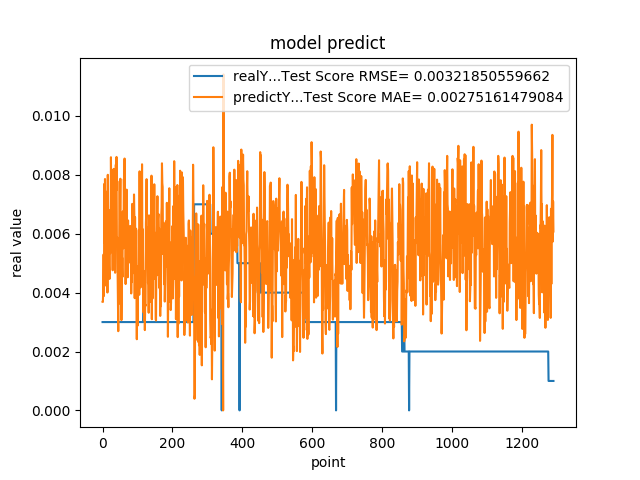 model predict
realY...Test Score RMSE= 0.00321850559662
predictY...Test Score MAE= 0.00275161479084
real value
0.010
0.008
0.006
0.004
0.002
0.000
0 200 400 600 800 1000 1200
point